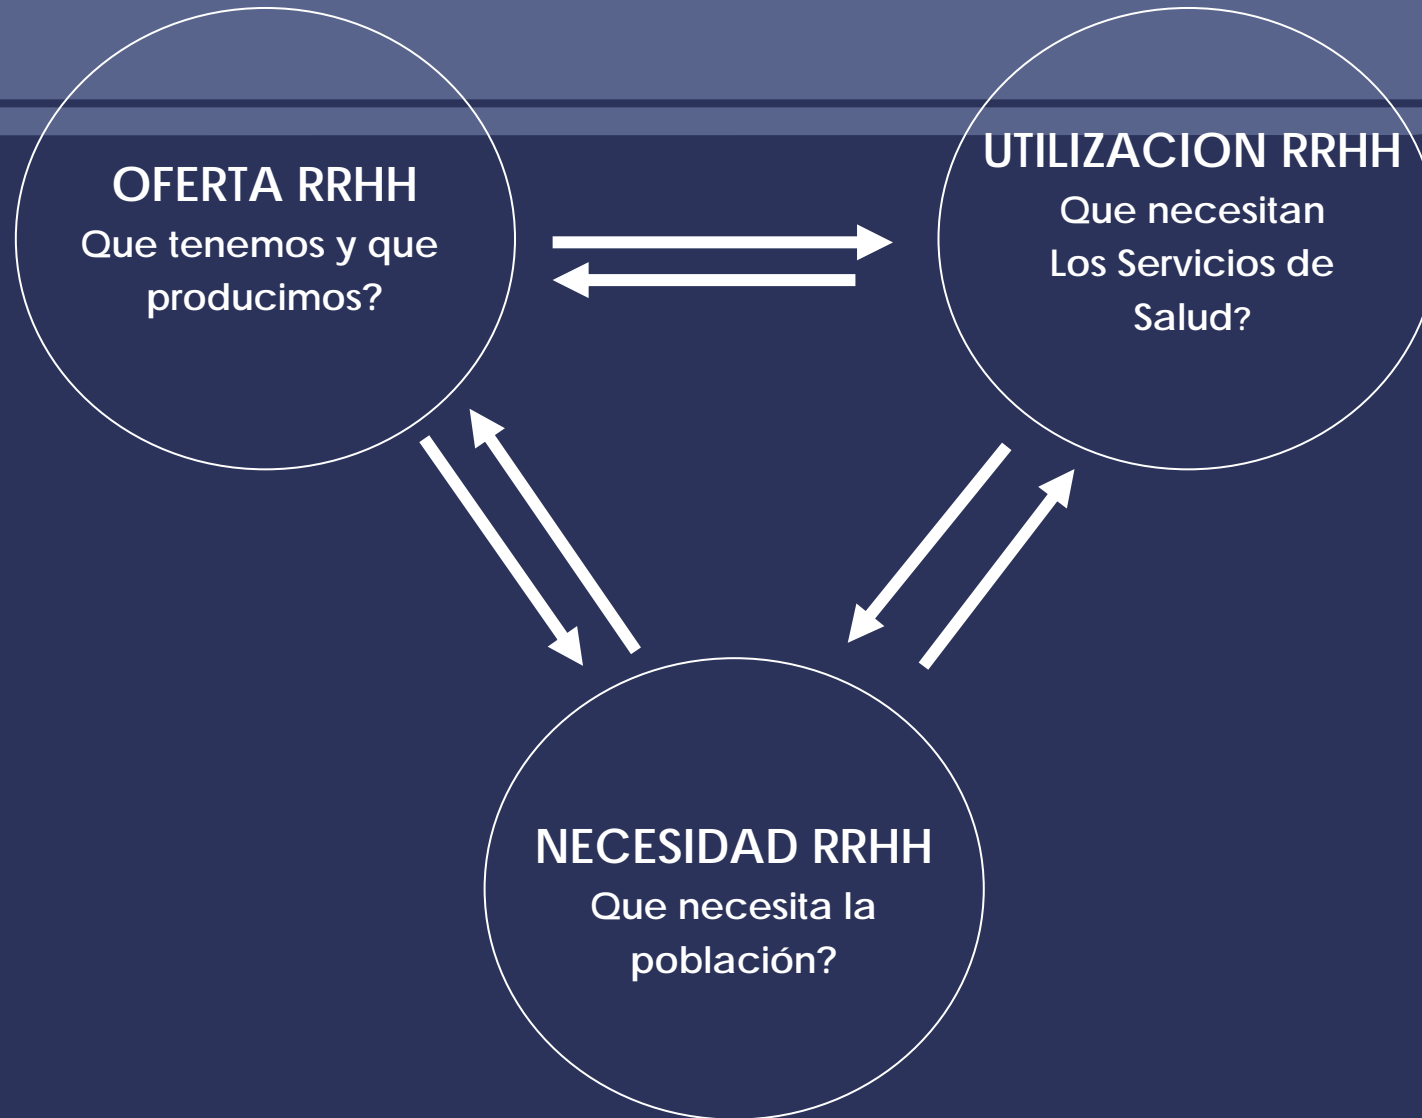 OFERTA RRHH
Que tenemos y que
producimos?
UTILIZACION RRHH
Que necesitan
Los Servicios de
Salud?
NECESIDAD RRHH
Que necesita la
población?